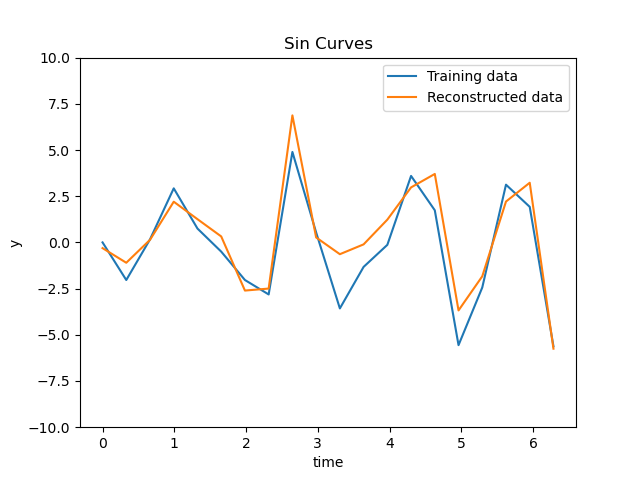 Sin Curves
Training data
Reconstructed data
10.0
7.5
5.0
2.5
0.0
−2.5
−5.0
−7.5
−10.0
y
0 1 2 3 4 5 6
time